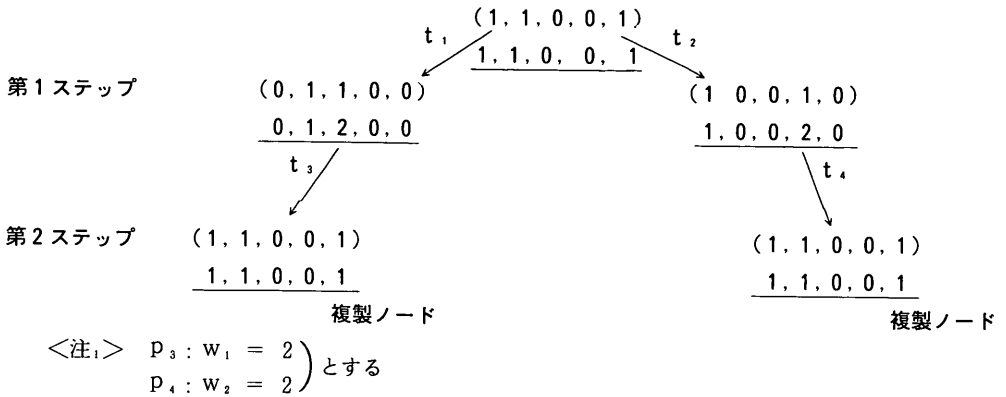 (1, 1, 0, 0, 1)
t₁ t₂
1, 1, 0, 0, 1
第1ステップ (0, 1, 1, 0, 0) (1 0, 0, 1, 0)
0, 1, 2, 0, 0 1, 0, 0, 2, 0
t₃ t₄
第2ステップ (1, 1, 0, 0, 1) (1, 1, 0, 0, 1)
1, 1, 0, 0, 1 1, 1, 0, 0, 1
複製ノード 複製ノード
<注₁> p₃ : w₁ = 2
p₄ : w₂ = 2 ) とする